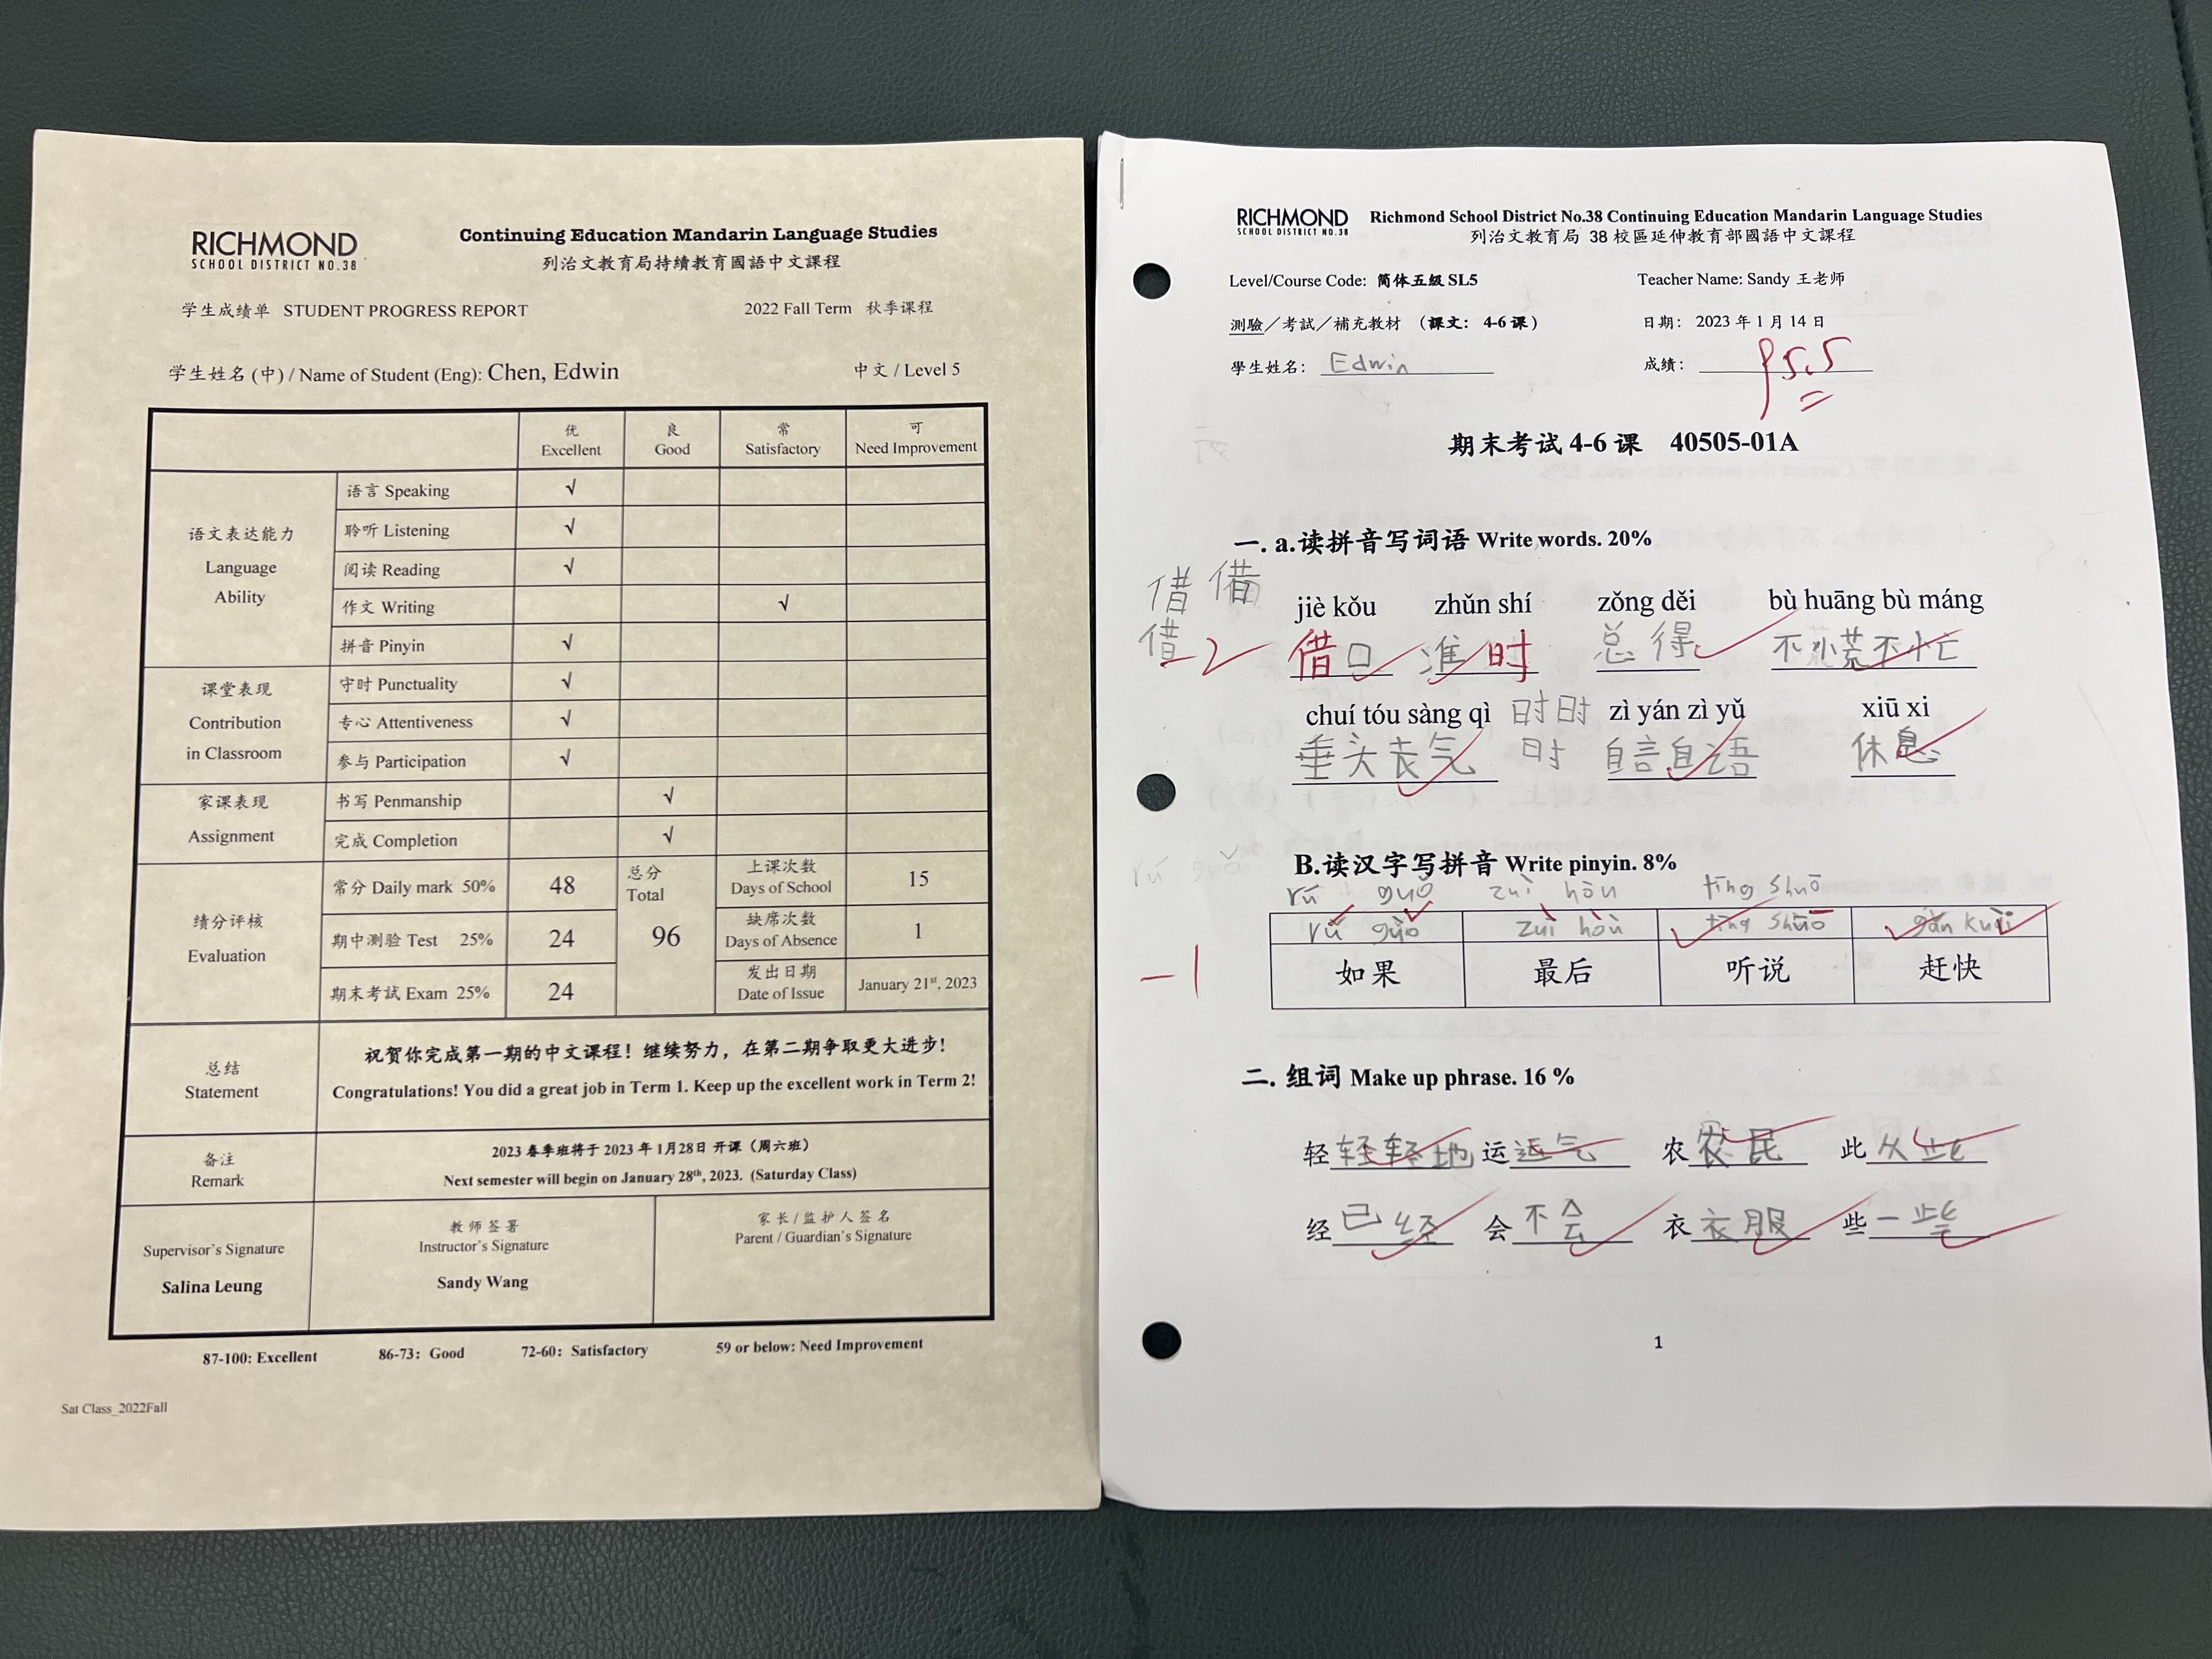 RICHMOND
SCHOOL DISTRICT NO.38
Continuing Education Mandarin Language Studies
列治文教育局持續教育國語中文課程
学生成绩单 STUDENT PROGRESS REPORT
2022 Fall Term 秋季课程
学生姓名 (中) / Name of Student (Eng): Chen, Edwin
中文 / Level 5
优 良 常 可
Excellent Good Satisfactory Need Improvement
语文表达能力
Language
Ability
语言 Speaking √
聆听 Listening √
阅读 Reading √
作文 Writing √
拼音 Pinyin √
课堂表现
Contribution
in Classroom
守时 Punctuality √
专心 Attentiveness √
参与 Participation √
家课表现
Assignment
书写 Penmanship √
完成 Completion √
绩分评核
Evaluation
常分 Daily mark 50% 48
期中测验 Test 25% 24
期末考試 Exam 25% 24
总分
Total
96
上课次数
Days of School 15
缺席次数
Days of Absence 1
发出日期
Date of Issue January 21st, 2023
总结
Statement
祝贺你完成第一期的中文课程！继续努力，在第二期争取更大进步！
Congratulations! You did a great job in Term 1. Keep up the excellent work in Term 2!
备注
Remark
2023 春季班将于 2023 年 1月28日 开课（周六班）
Next semester will begin on January 28th, 2023. (Saturday Class)
Supervisor's Signature
Salina Leung
教师签署
Instructor's Signature
Sandy Wang
家长/监护人签名
Parent / Guardian's Signature
87-100: Excellent 86-73: Good 72-60: Satisfactory 59 or below: Need Improvement
Sat Class_2022Fall
RICHMOND
SCHOOL DISTRICT NO.38
Richmond School District No.38 Continuing Education Mandarin Language Studies
列治文教育局 38 校區延伸教育部國語中文課程
Level/Course Code: 简体五级 SL5
Teacher Name: Sandy 王老师
測驗／考試／補充教材 （課文： 4-6 课）
日期： 2023 年 1 月 14 日
學生姓名： Edwin
成績： 95.5
期末考试 4-6 课 40505-01A
一. a.读拼音写词语 Write words. 20%
借 借
借
-2
jiè kǒu zhǔn shí zǒng děi bù huāng bù máng
借口 准时 总得 不慌不忙
chuí tóu sàng qì 时时 zì yán zì yǔ xiū xi
垂头丧气 时 自言自语 休息
B.读汉字写拼音 Write pinyin. 8%
rú guǒ zuì hòu tīng shuō
rú guǒ zuì hòu tīng shuō gǎn kuài
-1
如果 最后 听说 赶快
二. 组词 Make up phrase. 16 %
轻 轻轻地 运 运气 农 农民 此 从此
经 已经 会 不会 衣 衣服 些 一些
1